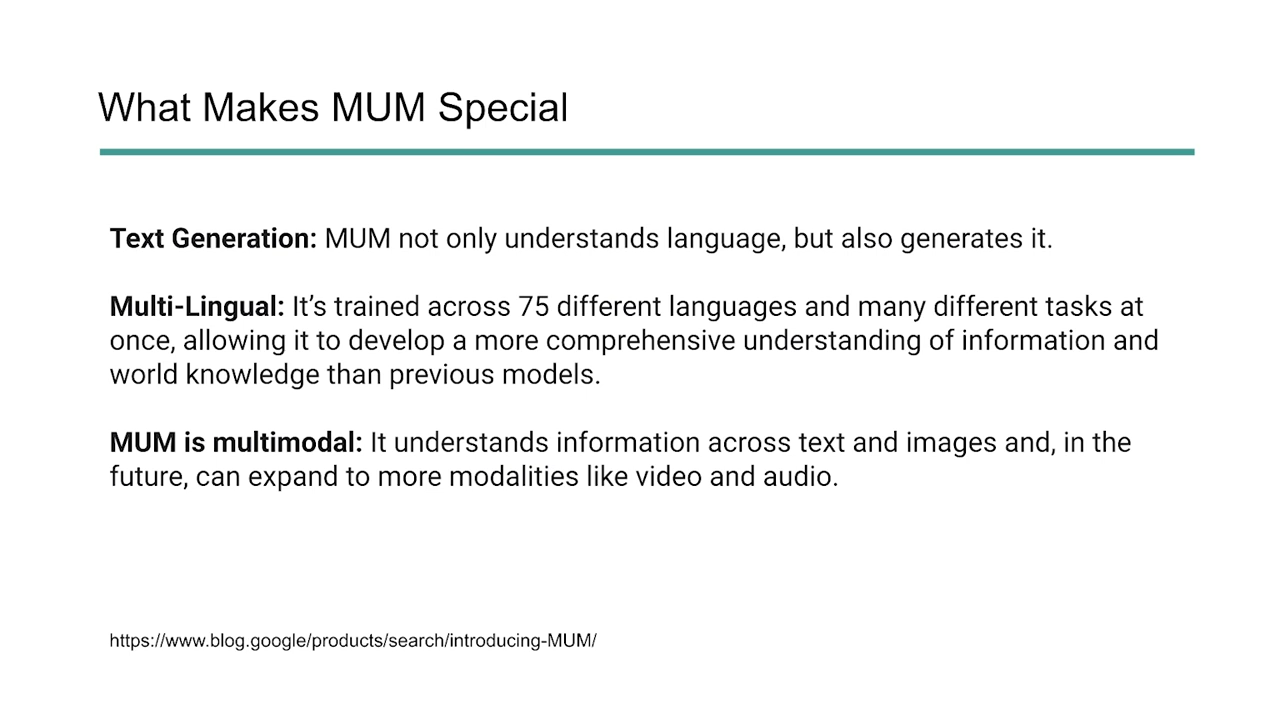 What Makes MUM Special
Text Generation: MUM not only understands language, but also generates it.
Multi-Lingual: It’s trained across 75 different languages and many different tasks at
once, allowing it to develop a more comprehensive understanding of information and
world knowledge than previous models.
MUM is multimodal: It understands information across text and images and, in the
future, can expand to more modalities like video and audio.
https://www.blog.google/products/search/introducing-MUM/